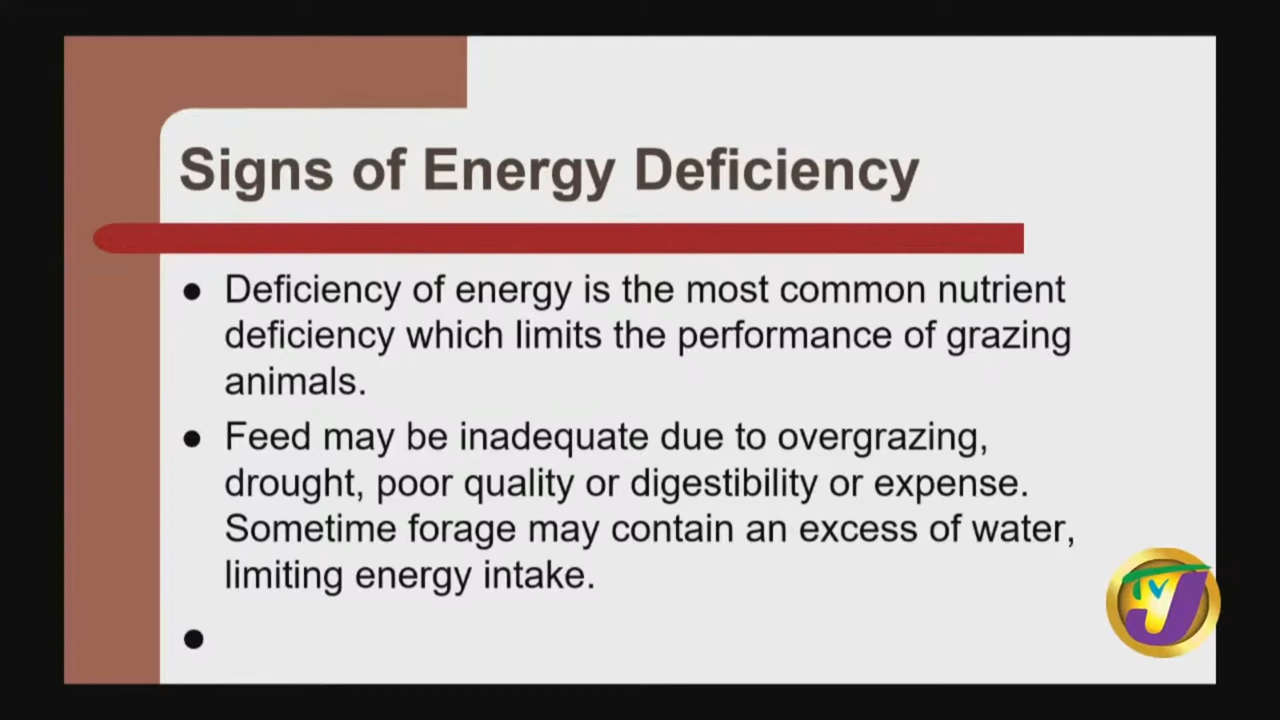 Signs of Energy Deficiency
● Deficiency of energy is the most common nutrient
deficiency which limits the performance of grazing
animals.
● Feed may be inadequate due to overgrazing,
drought, poor quality or digestibility or expense.
Sometime forage may contain an excess of water,
limiting energy intake.
●
TVJ